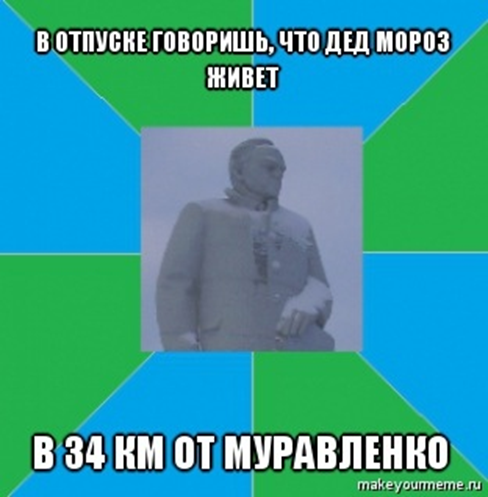 В ОТПУСКЕ ГОВОРИШЬ, ЧТО ДЕД МОРОЗ
ЖИВЕТ
В 34 КМ ОТ МУРАВЛЕНКО
makeyourmeme.ru